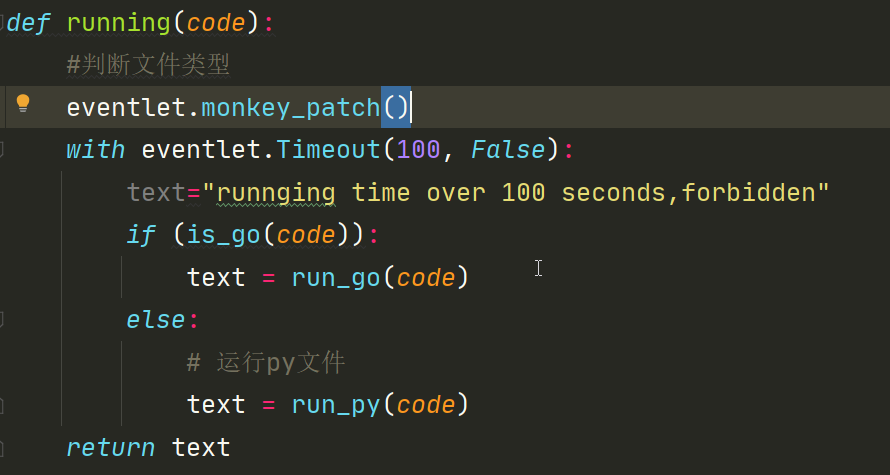 def running(code):
    #判断文件类型
    eventlet.monkey_patch()
    with eventlet.Timeout(100, False):
        text="runnging time over 100 seconds,forbidden"
        if (is_go(code)):
            text = run_go(code)
        else:
            # 运行py文件
            text = run_py(code)
    return text